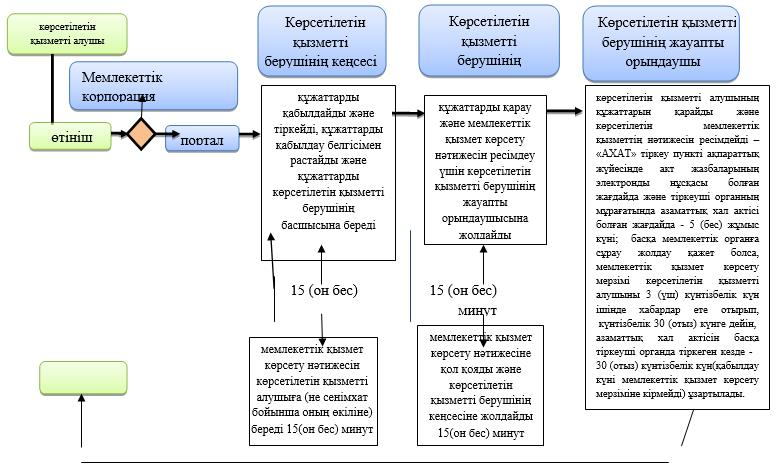 көрсетілетін
қызметті алушы
Мемлекеттік
корпорация
өтініш
портал
Көрсетілетін
қызметті
берушінің кеңсесі
Көрсетілетін
қызметті
берушінің
Көрсетілетін қызметті
берушінің жауапты
орындаушы
құжаттарды
қабылдайды және
тіркейді, құжаттарды
қабылдау белгісімен
растайды және
құжаттарды
көрсетілетін қызметті
берушінің
басшысына береді
құжаттарды қарау
және мемлекеттік
қызмет көрсету
нәтижесін ресімдеу
үшін көрсетілетін
қызметті берушінің
жауапты
орындаушысына
жолдайды
көрсетілетін қызметті алушының
құжаттарын қарайды және
көрсетілетін мемлекеттік
қызметтің нәтижесін ресімдейді –
«АХАТ» тіркеу пункті ақпараттық
жүйесінде акт жазбаларының
электронды нұсқасы болған
жағдайда және тіркеуші органның
мұрағатында азаматтық хал актісі
болған жағдайда - 5 (бес) жұмыс
күні; басқа мемлекеттік органға
сұрау жолдау қажет болса,
мемлекеттік қызмет көрсету
мерзімі көрсетілетін қызметті
алушыны 3 (үш) күнтізбелік күн
ішінде хабардар ете отырып,
күнтізбелік 30 (отыз) күнге дейін,
азаматтық хал актісін басқа
тіркеуші органда тіркеген кезде -
30 (отыз) күнтізбелік күн(қабылдау
күні мемлекеттік қызмет көрсету
мерзіміне кірмейді) ұзартылады.
15 (он бес)
15 (он бес)
минут
мемлекеттік қызмет
көрсету нәтижесін
көрсетілетін қызметті
алушыға (не сенімхат
бойынша оның өкіліне)
береді 15(он бес) минут
мемлекеттік қызмет
көрсету нәтижесіне
қол қояды және
көрсетілетін
қызметті берушінің
кеңсесіне жолдайды
15(он бес) минут